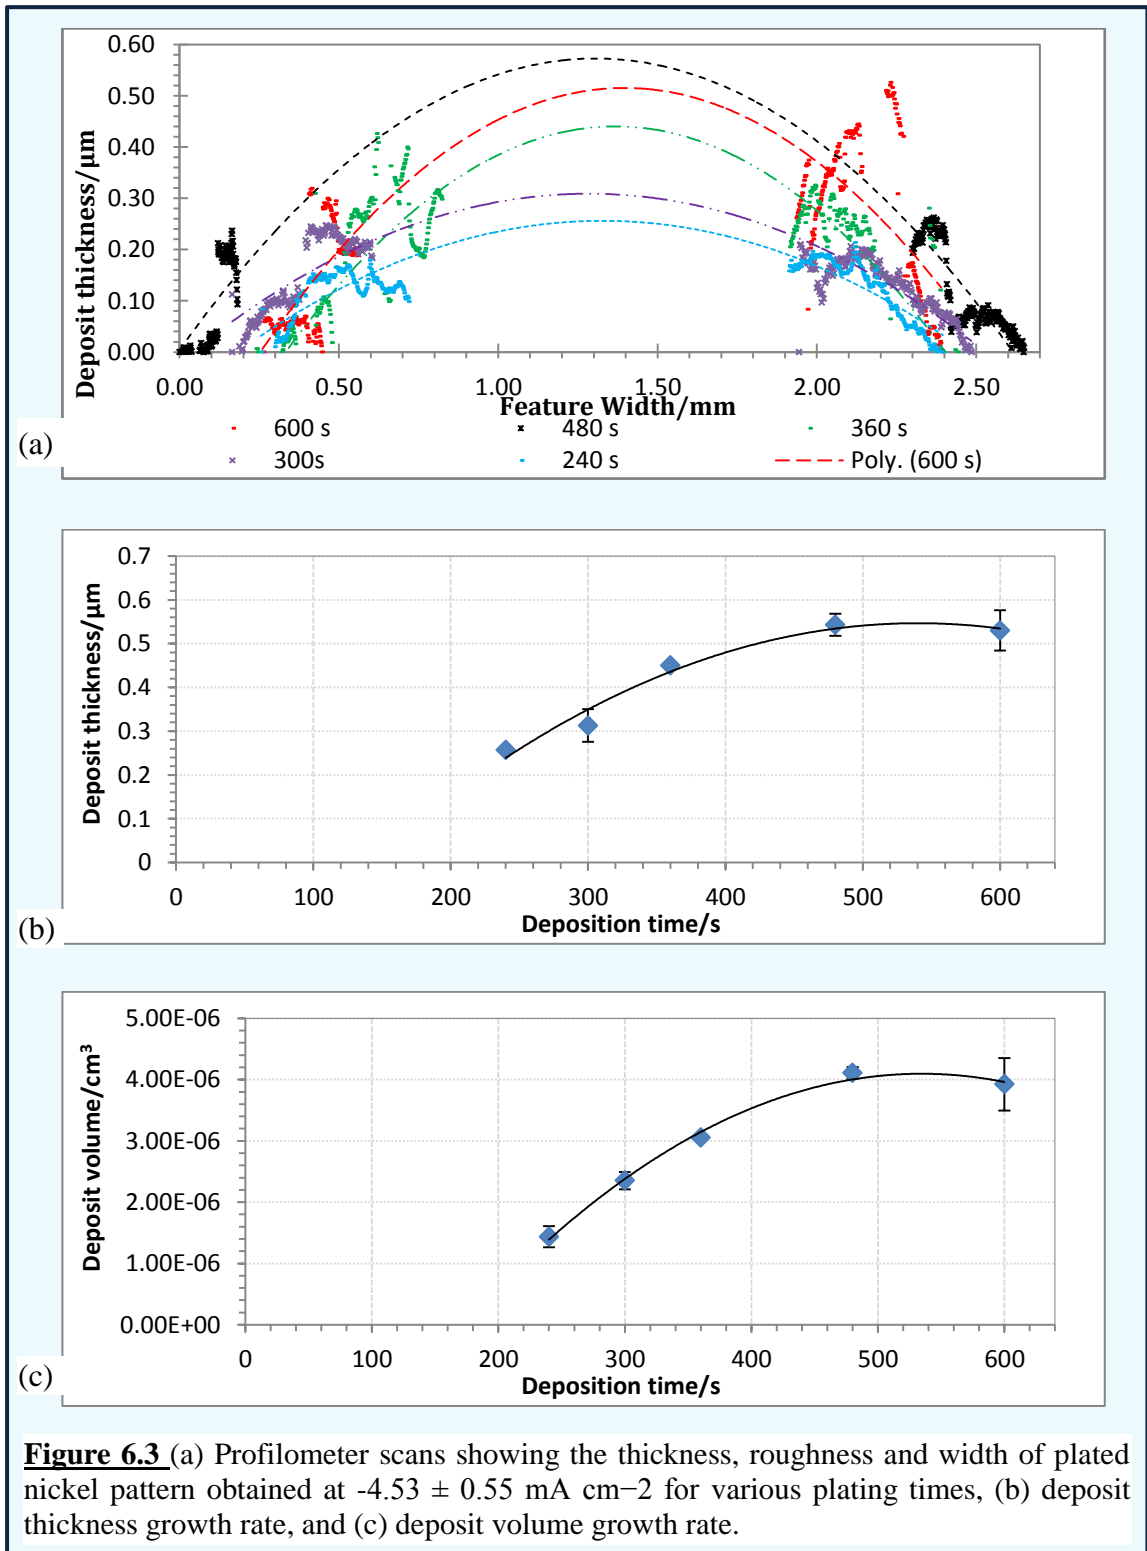 0.60
0.50
0.40
0.30
0.20
0.10
0.00
Deposit thickness/µm
0.00 0.50 1.00 1.50 2.00 2.50
Feature Width/mm
600 s 480 s 360 s
300s 240 s Poly. (600 s)
(a)
0.7
0.6
0.5
0.4
0.3
0.2
0.1
0
Deposit thickness/µm
0 100 200 300 400 500 600
Deposition time/s
(b)
5.00E-06
4.00E-06
3.00E-06
2.00E-06
1.00E-06
0.00E+00
Deposit volume/cm³
0 100 200 300 400 500 600
Deposition time/s
(c)
Figure 6.3 (a) Profilometer scans showing the thickness, roughness and width of plated
nickel pattern obtained at -4.53 ± 0.55 mA cm−2 for various plating times, (b) deposit
thickness growth rate, and (c) deposit volume growth rate.